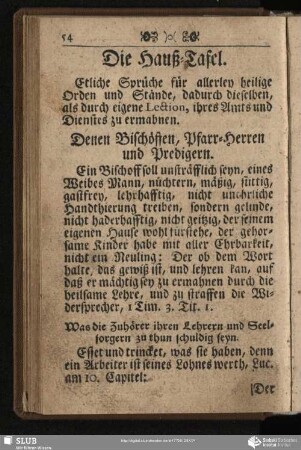 54
Die Hauß-Tafel.
Etliche Sprüche für allerley heilige
Orden und Stände, dadurch dieselben,
als durch eigene Lection, ihres Amts und
Dienstes zu ermahnen.
Denen Bischöffen, Pfarr-Herren
und Predigern.
Ein Bischoff soll unsträfflich seyn, eines
Weibes Mann, nüchtern, mäßig, sittig,
gastfrey, lehrhafftig, nicht unehrliche
Handthierung treiben, sondern gelinde,
nicht haderhafftig, nicht geitzig, der seinem
eigenen Hause wohl fürstehe, der gehor-
same Kinder habe mit aller Ehrbarkeit,
nicht ein Neuling: Der ob dem Wort
halte, das gewiß ist, und lehren kan, auf
daß er mächtig sey zu ermahnen durch die
heilsame Lehre, und zu straffen die Wi-
dersprecher, 1 Tim. 3. Tit. 1.
Was die Zuhörer ihren Lehrern und Seel-
sorgern zu thun schuldig seyn.
Esset und trincket, was sie haben, denn
ein Arbeiter ist seines Lohnes werth, Luc.
am 10. Capitel:
[Der
SLUB
Wir führen Wissen.